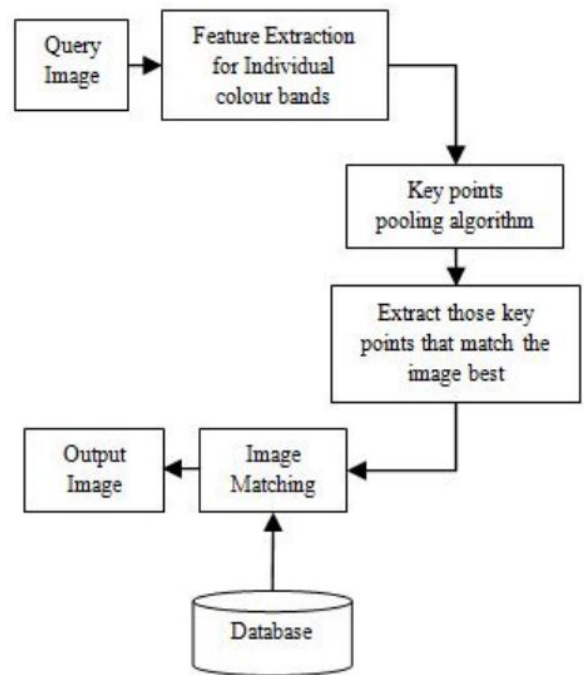 Query
Image
Feature Extraction
for Individual
colour bands
Key points
pooling algorithm
Extract those key
points that match the
image best
Image
Matching
Output
Image
Database